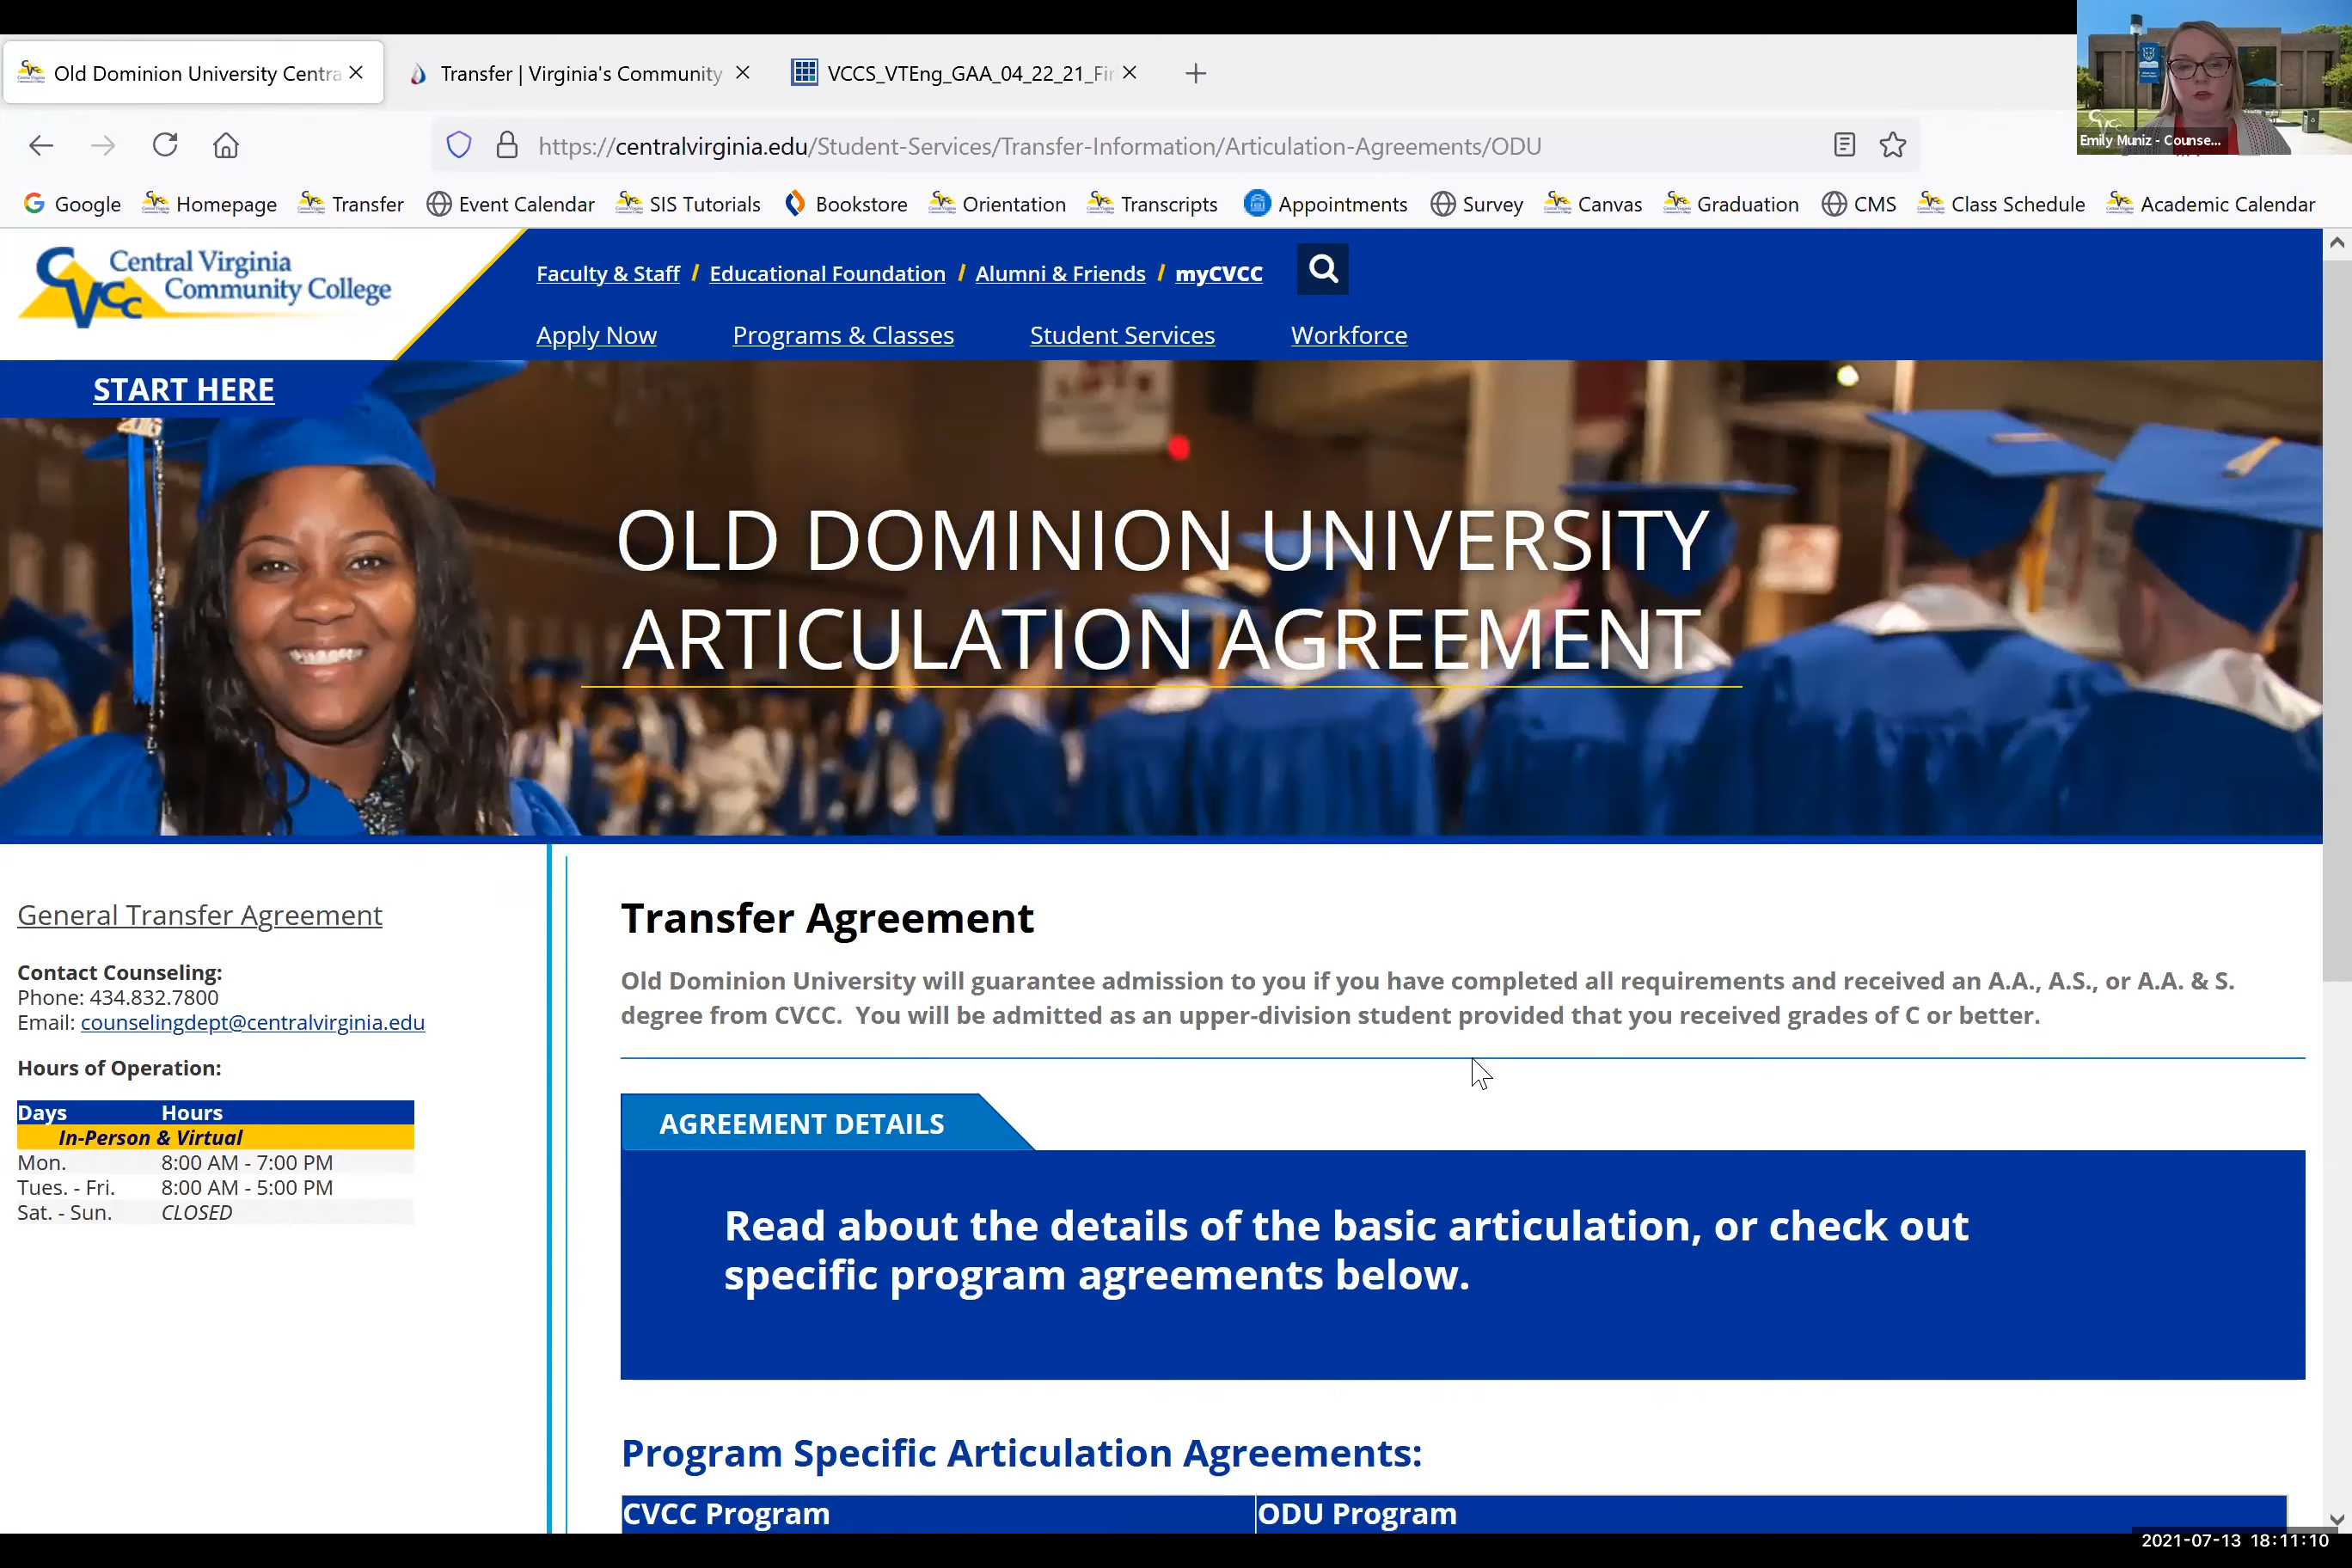 Old Dominion University Centra
Transfer | Virginia's Community
VCCS_VTEng_GAA_04_22_21_Fir
https://centralvirginia.edu/Student-Services/Transfer-Information/Articulation-Agreements/ODU
Emily Muniz - Counse...
Google Homepage Transfer Event Calendar SIS Tutorials Bookstore Orientation Transcripts Appointments Survey Canvas Graduation CMS Class Schedule Academic Calendar
CVCC Central Virginia
Community College
Faculty & Staff / Educational Foundation / Alumni & Friends / myCVCC
Apply Now Programs & Classes Student Services Workforce
START HERE
OLD DOMINION UNIVERSITY
ARTICULATION AGREEMENT
General Transfer Agreement
Contact Counseling:
Phone: 434.832.7800
Email: counselingdept@centralvirginia.edu
Hours of Operation:
Days Hours
In-Person & Virtual
Mon. 8:00 AM - 7:00 PM
Tues. - Fri. 8:00 AM - 5:00 PM
Sat. - Sun. CLOSED
Transfer Agreement
Old Dominion University will guarantee admission to you if you have completed all requirements and received an A.A., A.S., or A.A. & S.
degree from CVCC. You will be admitted as an upper-division student provided that you received grades of C or better.
AGREEMENT DETAILS
Read about the details of the basic articulation, or check out
specific program agreements below.
Program Specific Articulation Agreements:
CVCC Program ODU Program
2021-07-13 18:11:10